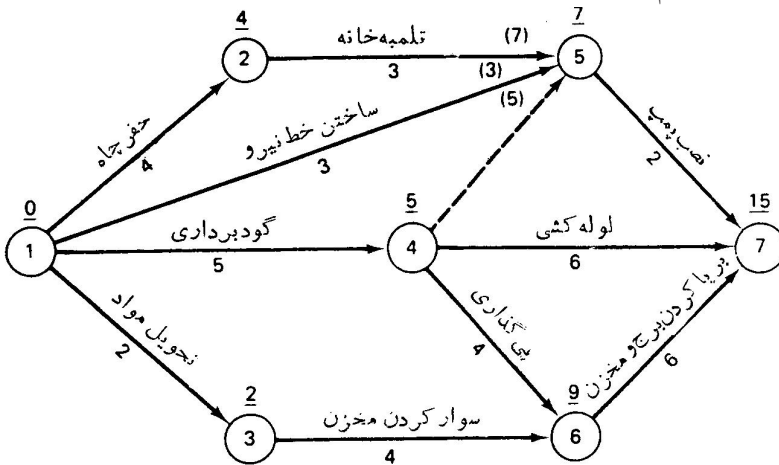 4
2
حفر چاه
4
تلمبه‌خانه
3
(7)
7
5
ساختن خط نیرو
3
(3)
(5)
نصب پمپ
2
0
1
گودبرداری
5
5
4
لوله‌کشی
6
15
7
تحویل مواد
2
پی گذاری
4
برپا کردن برج و مخزن
6
2
3
سوار کردن مخزن
4
9
6